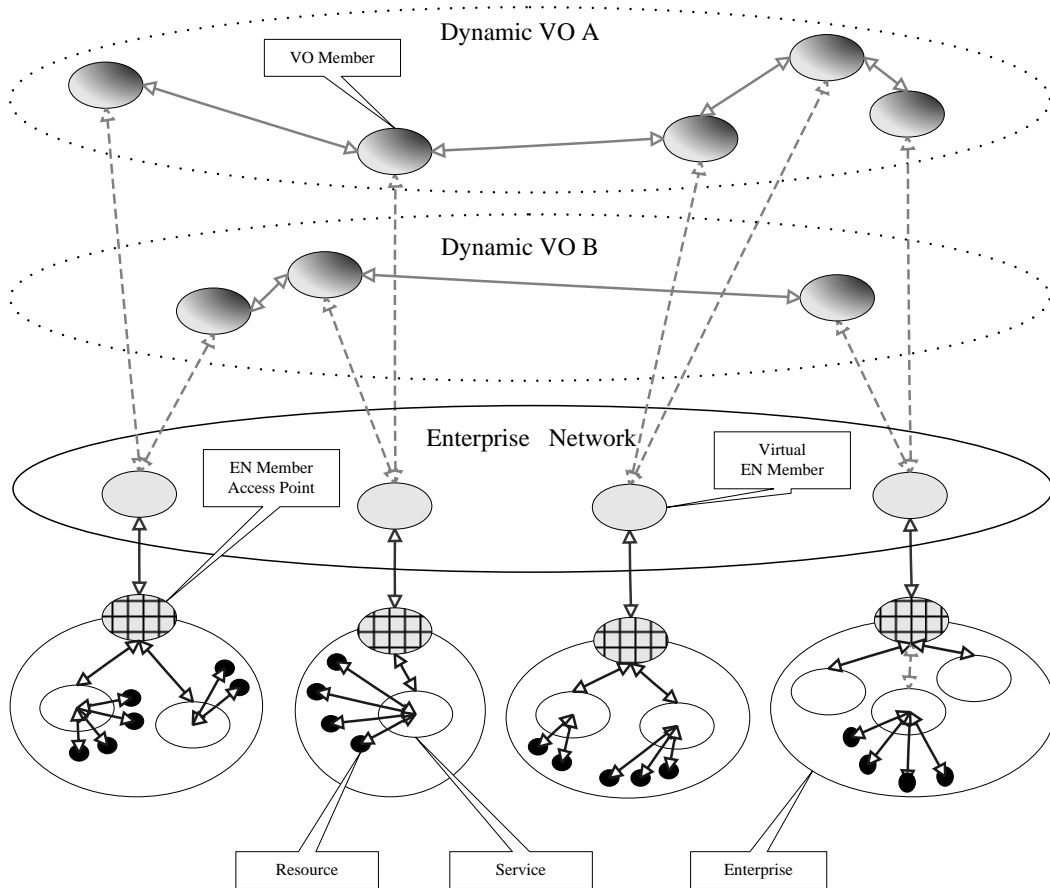 Dynamic VO A
VO Member
Dynamic VO B
Enterprise Network
EN Member
Access Point
Virtual
EN Member
Resource
Service
Enterprise